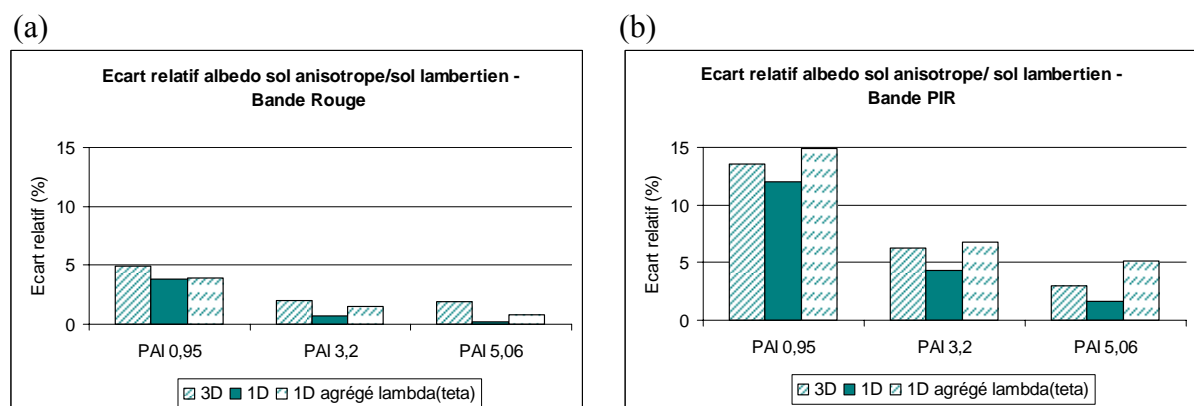 (a)
Ecart relatif albedo sol anisotrope/sol lambertien -
Bande Rouge
Ecart relatif (%)
15
10
5
0
PAI 0,95 PAI 3,2 PAI 5,06
3D 1D 1D agrégé lambda(teta)
(b)
Ecart relatif albedo sol anisotrope/ sol lambertien -
Bande PIR
Ecart relatif (%)
15
10
5
0
PAI 0,95 PAI 3,2 PAI 5,06
3D 1D 1D agrégé lambda(teta)